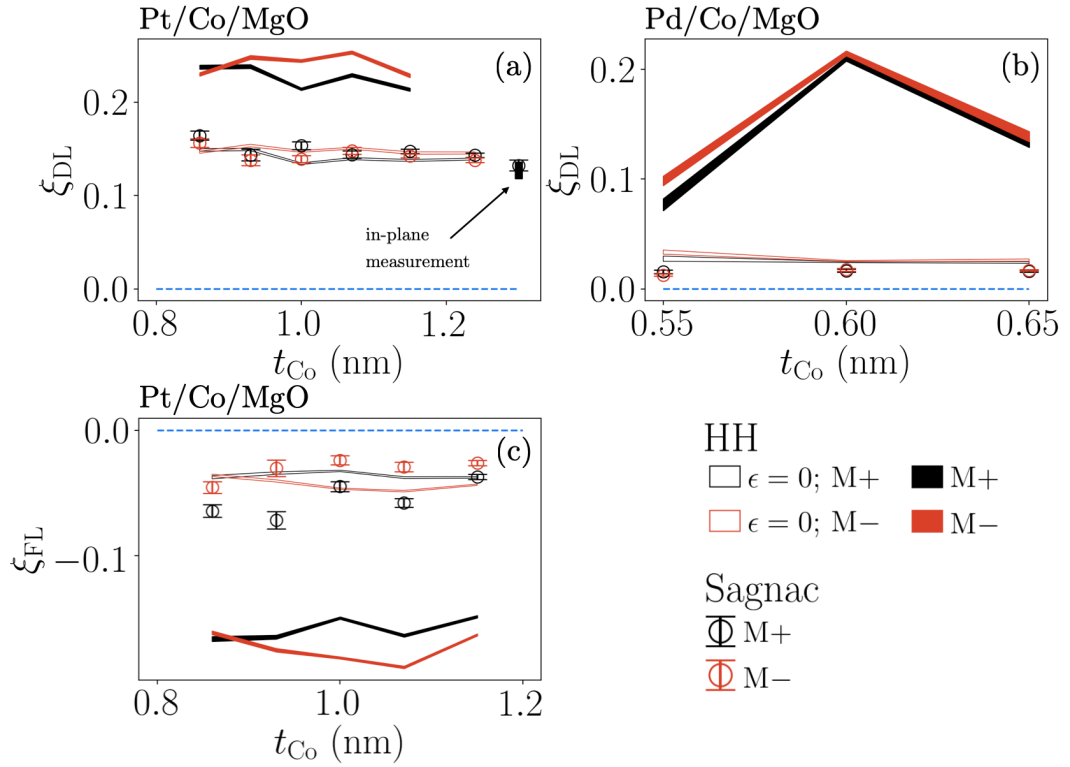 Pt/Co/MgO
(a)
ξDL
0.2
0.1
0.0
in-plane
measurement
0.8
1.0
1.2
tCo (nm)
Pd/Co/MgO
(b)
ξDL
0.2
0.1
0.0
0.55
0.60
0.65
tCo (nm)
Pt/Co/MgO
(c)
ξFL
0.0
−0.1
0.8
1.0
1.2
tCo (nm)
HH
ϵ = 0; M+
M+
ϵ = 0; M−
M−
Sagnac
M+
M−